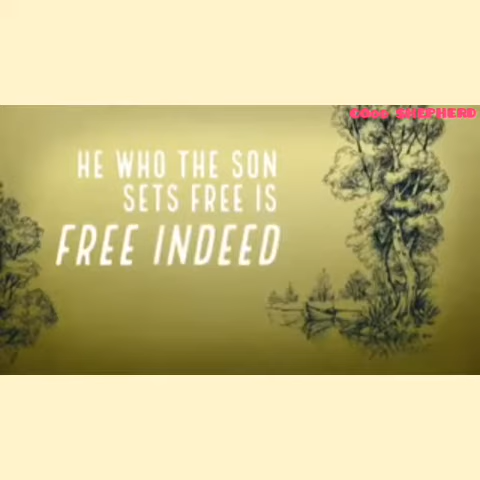 GOOD SHEPHERD
HE WHO THE SON
SETS FREE IS
FREE INDEED